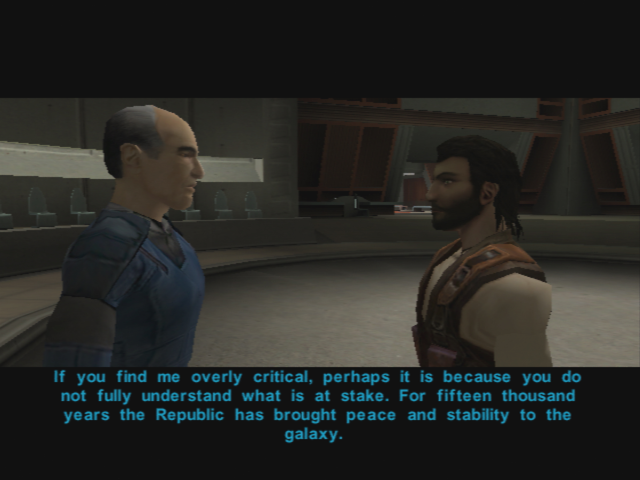 If you find me overly critical, perhaps it is because you do
not fully understand what is at stake. For fifteen thousand
years the Republic has brought peace and stability to the
galaxy.